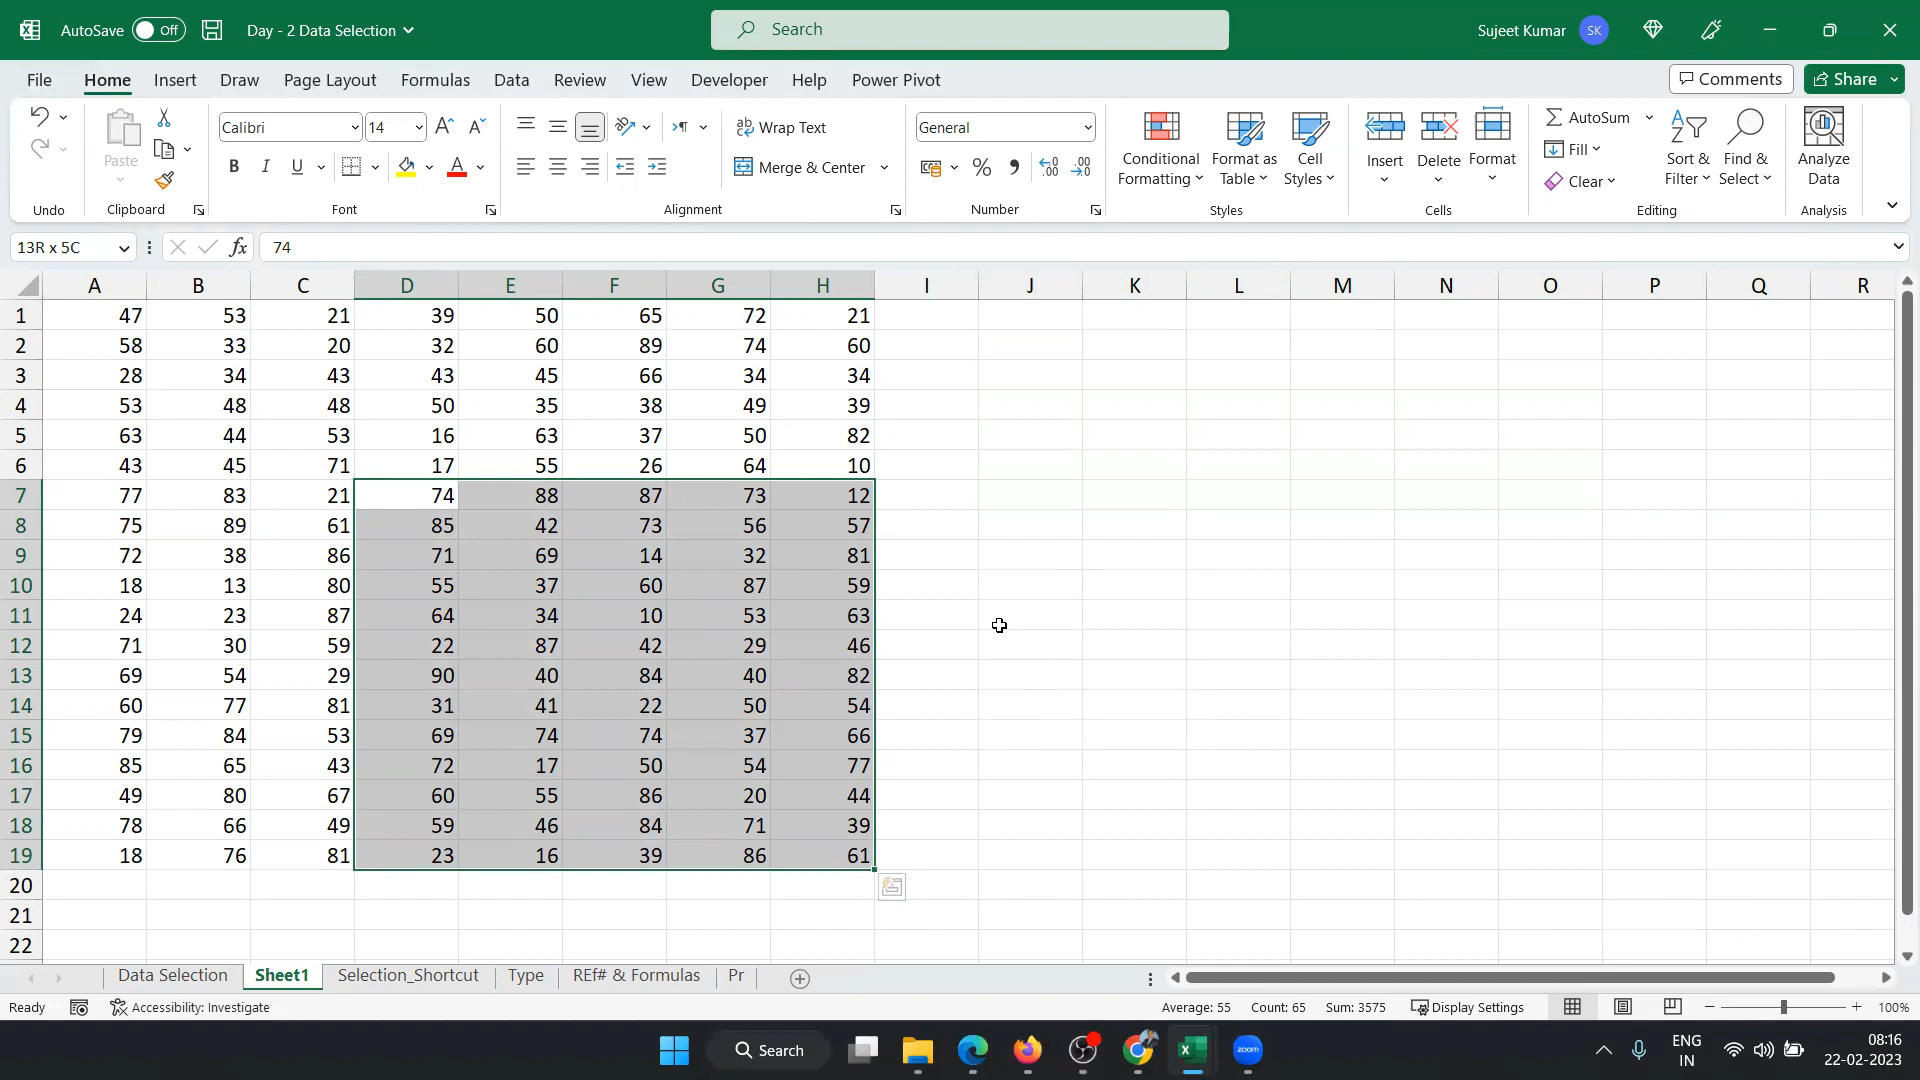 AutoSave Off Day - 2 Data Selection Search Sujeet Kumar SK
File Home Insert Draw Page Layout Formulas Data Review View Developer Help Power Pivot Comments Share
Calibri 14 Wrap Text General AutoSum
Paste Conditional Formatting Format as Table Cell Styles Insert Delete Format Fill Sort & Filter Find & Select Analyze Data
B I U Merge & Center % Clear
Undo Clipboard Font Alignment Number Styles Cells Editing Analysis
13R x 5C fx 74
A B C D E F G H I J K L M N O P Q R
1 47 53 21 39 50 65 72 21
2 58 33 20 32 60 89 74 60
3 28 34 43 43 45 66 34 34
4 53 48 48 50 35 38 49 39
5 63 44 53 16 63 37 50 82
6 43 45 71 17 55 26 64 10
7 77 83 21 74 88 87 73 12
8 75 89 61 85 42 73 56 57
9 72 38 86 71 69 14 32 81
10 18 13 80 55 37 60 87 59
11 24 23 87 64 34 10 53 63
12 71 30 59 22 87 42 29 46
13 69 54 29 90 40 84 40 82
14 60 77 81 31 41 22 50 54
15 79 84 53 69 74 74 37 66
16 85 65 43 72 17 50 54 77
17 49 80 67 60 55 86 20 44
18 78 66 49 59 46 84 71 39
19 18 76 81 23 16 39 86 61
20
21
22
Data Selection Sheet1 Selection_Shortcut Type REf# & Formulas Pr
Ready Accessibility: Investigate Average: 55 Count: 65 Sum: 3575 Display Settings 100%
Search zoom ENG IN 08:16
22-02-2023